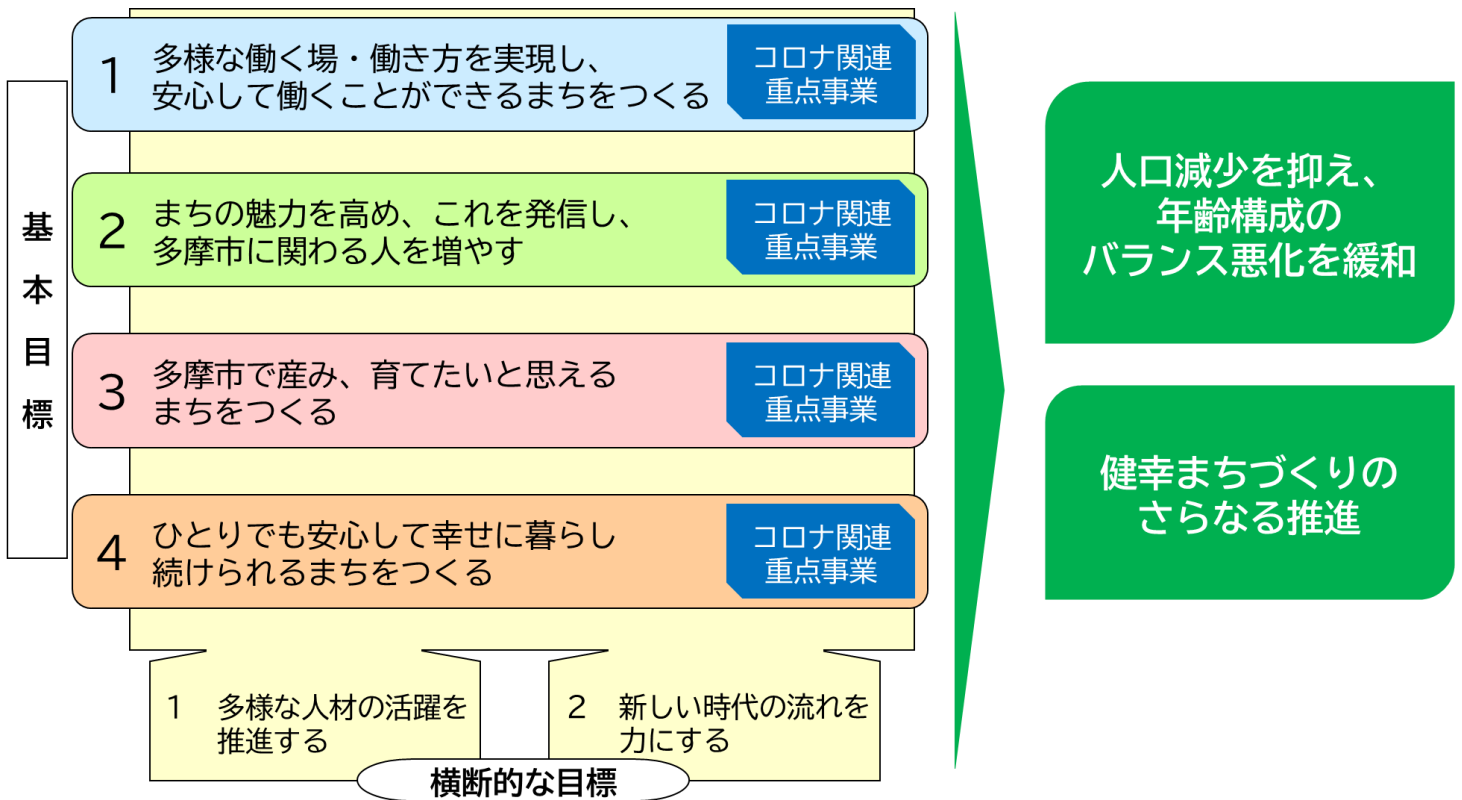 基本目標
1
多様な働く場・働き方を実現し、
安心して働くことができるまちをつくる
コロナ関連
重点事業
2
まちの魅力を高め、これを発信し、
多摩市に関わる人を増やす
コロナ関連
重点事業
3
多摩市で産み、育てたいと思える
まちをつくる
コロナ関連
重点事業
4
ひとりでも安心して幸せに暮らし
続けられるまちをつくる
コロナ関連
重点事業
1 多様な人材の活躍を
推進する
2 新しい時代の流れを
力にする
横断的な目標
人口減少を抑え、
年齢構成の
バランス悪化を緩和
健幸まちづくりの
さらなる推進